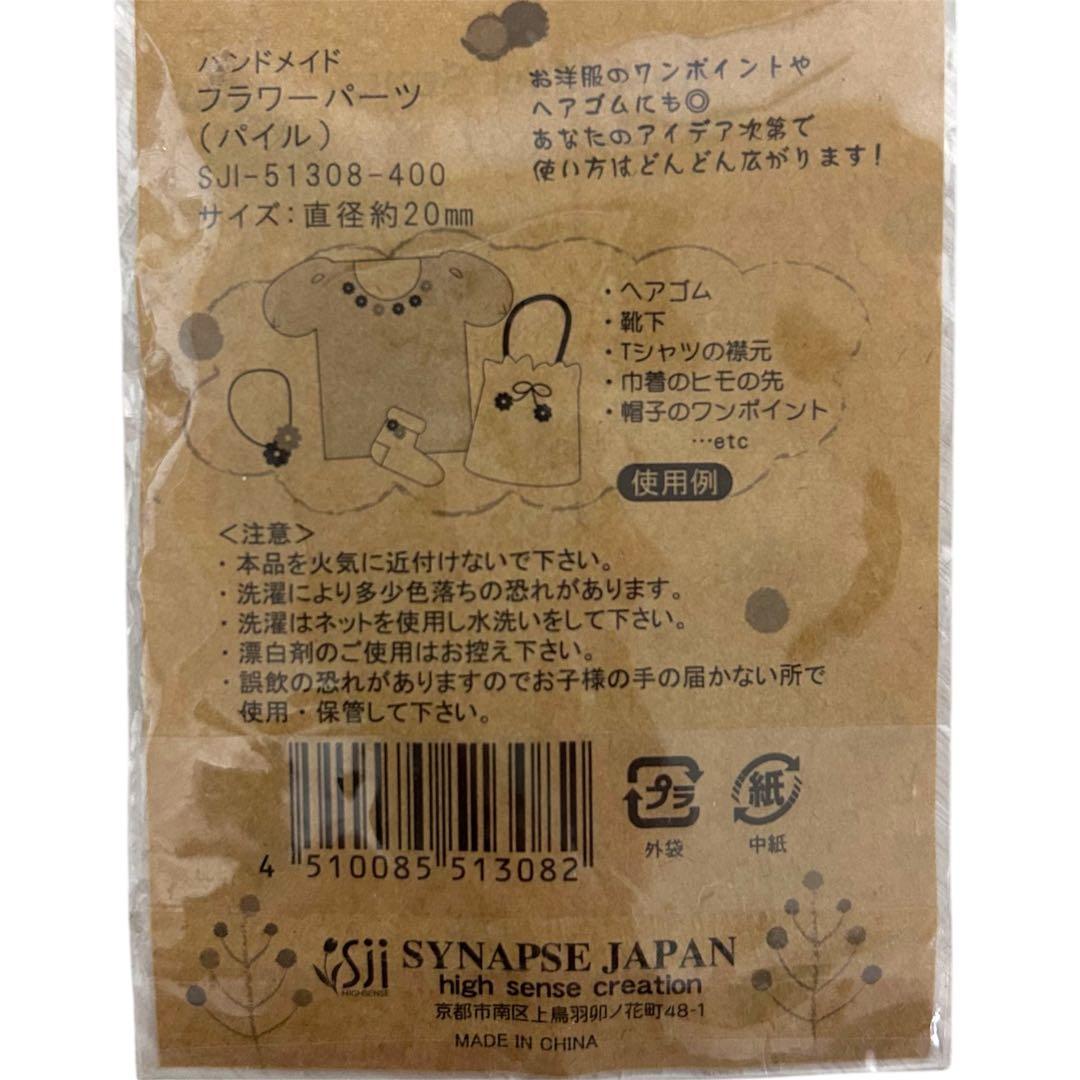 ハンドメイド
フラワーパーツ
(パイル)
SJI-51308-400
サイズ:直径約20mm
お洋服のワンポイントや
ヘアゴムにも◎
あなたのアイデア次第で
使い方はどんどん広がります!
・ヘアゴム
・靴下
・Tシャツの襟元
・巾着のヒモの先
・帽子のワンポイント
…etc
使用例
<注意>
・本品を火気に近付けないで下さい。
・洗濯により多少色落ちの恐れがあります。
・洗濯はネットを使用し水洗いをして下さい。
・漂白剤のご使用はお控え下さい。
・誤飲の恐れがありますのでお子様の手の届かない所で
使用・保管して下さい。
4 510085 513082
プラ
外袋
紙
中紙
Sji
HIGHSENSE
SYNAPSE JAPAN
high sense creation
京都市南区上鳥羽卯ノ花町48-1
MADE IN CHINA